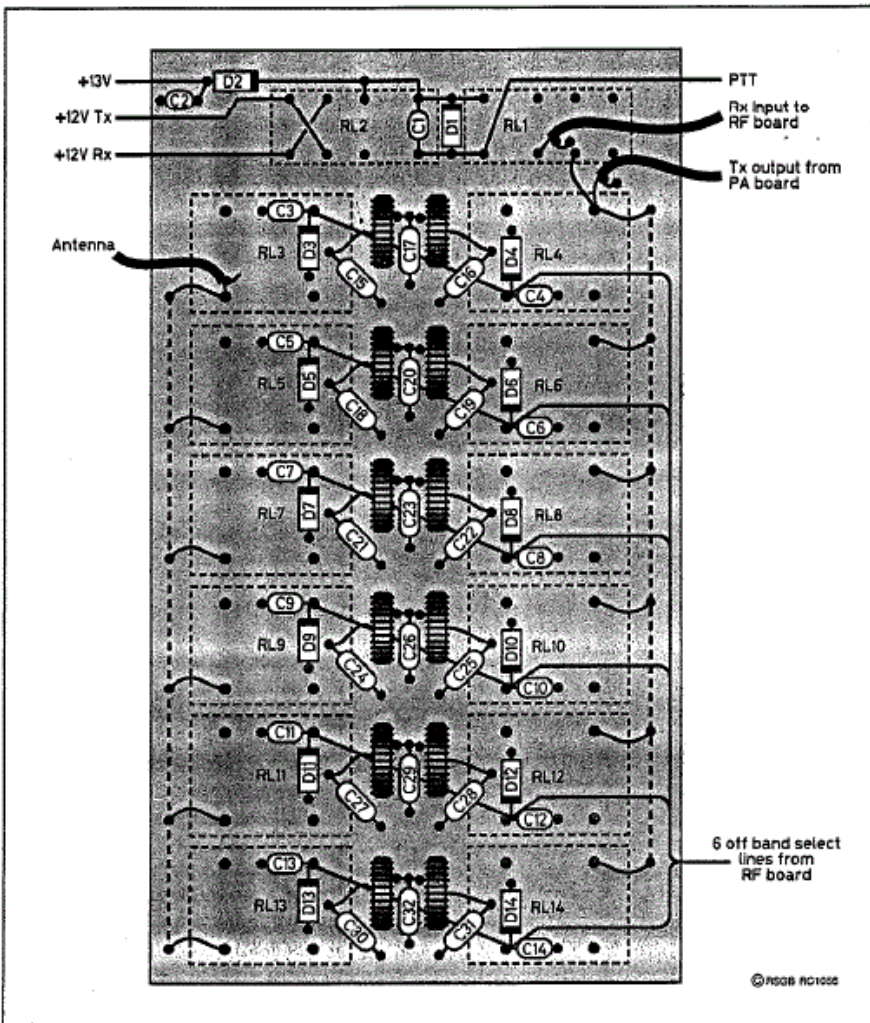 +13V
D2
C2
+12V Tx
+12V Rx
RL2
C1
D1
RL1
PTT
Rx input to
RF board
Tx output from
PA board
Antenna
C3
RL3
D3
C15
C17
C16
D4
RL4
C4
C5
RL5
D5
C18
C20
C19
D6
RL6
C6
C7
RL7
D7
C21
C23
C22
D8
RL8
C8
C9
RL9
D9
C24
C26
C25
D10
RL10
C10
C11
RL11
D11
C27
C29
C28
D12
RL12
C12
C13
RL13
D13
C30
C32
C31
D14
RL14
C14
6 off band select
lines from
RF board
©RSGB RC1056